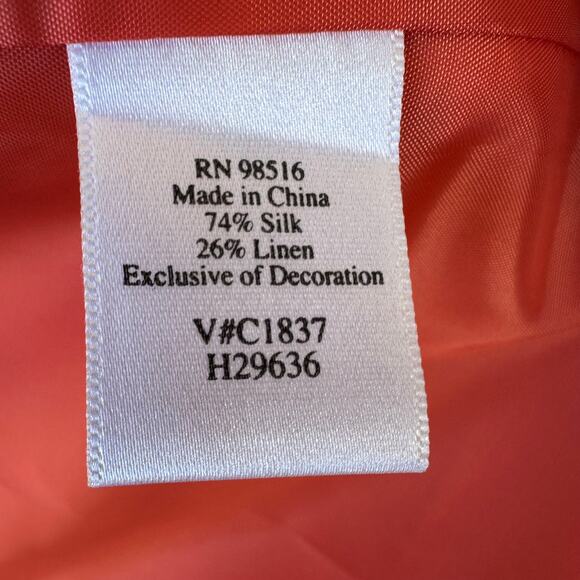 RN 98516
Made in China
74% Silk
26% Linen
Exclusive of Decoration
V#C1837
H29636